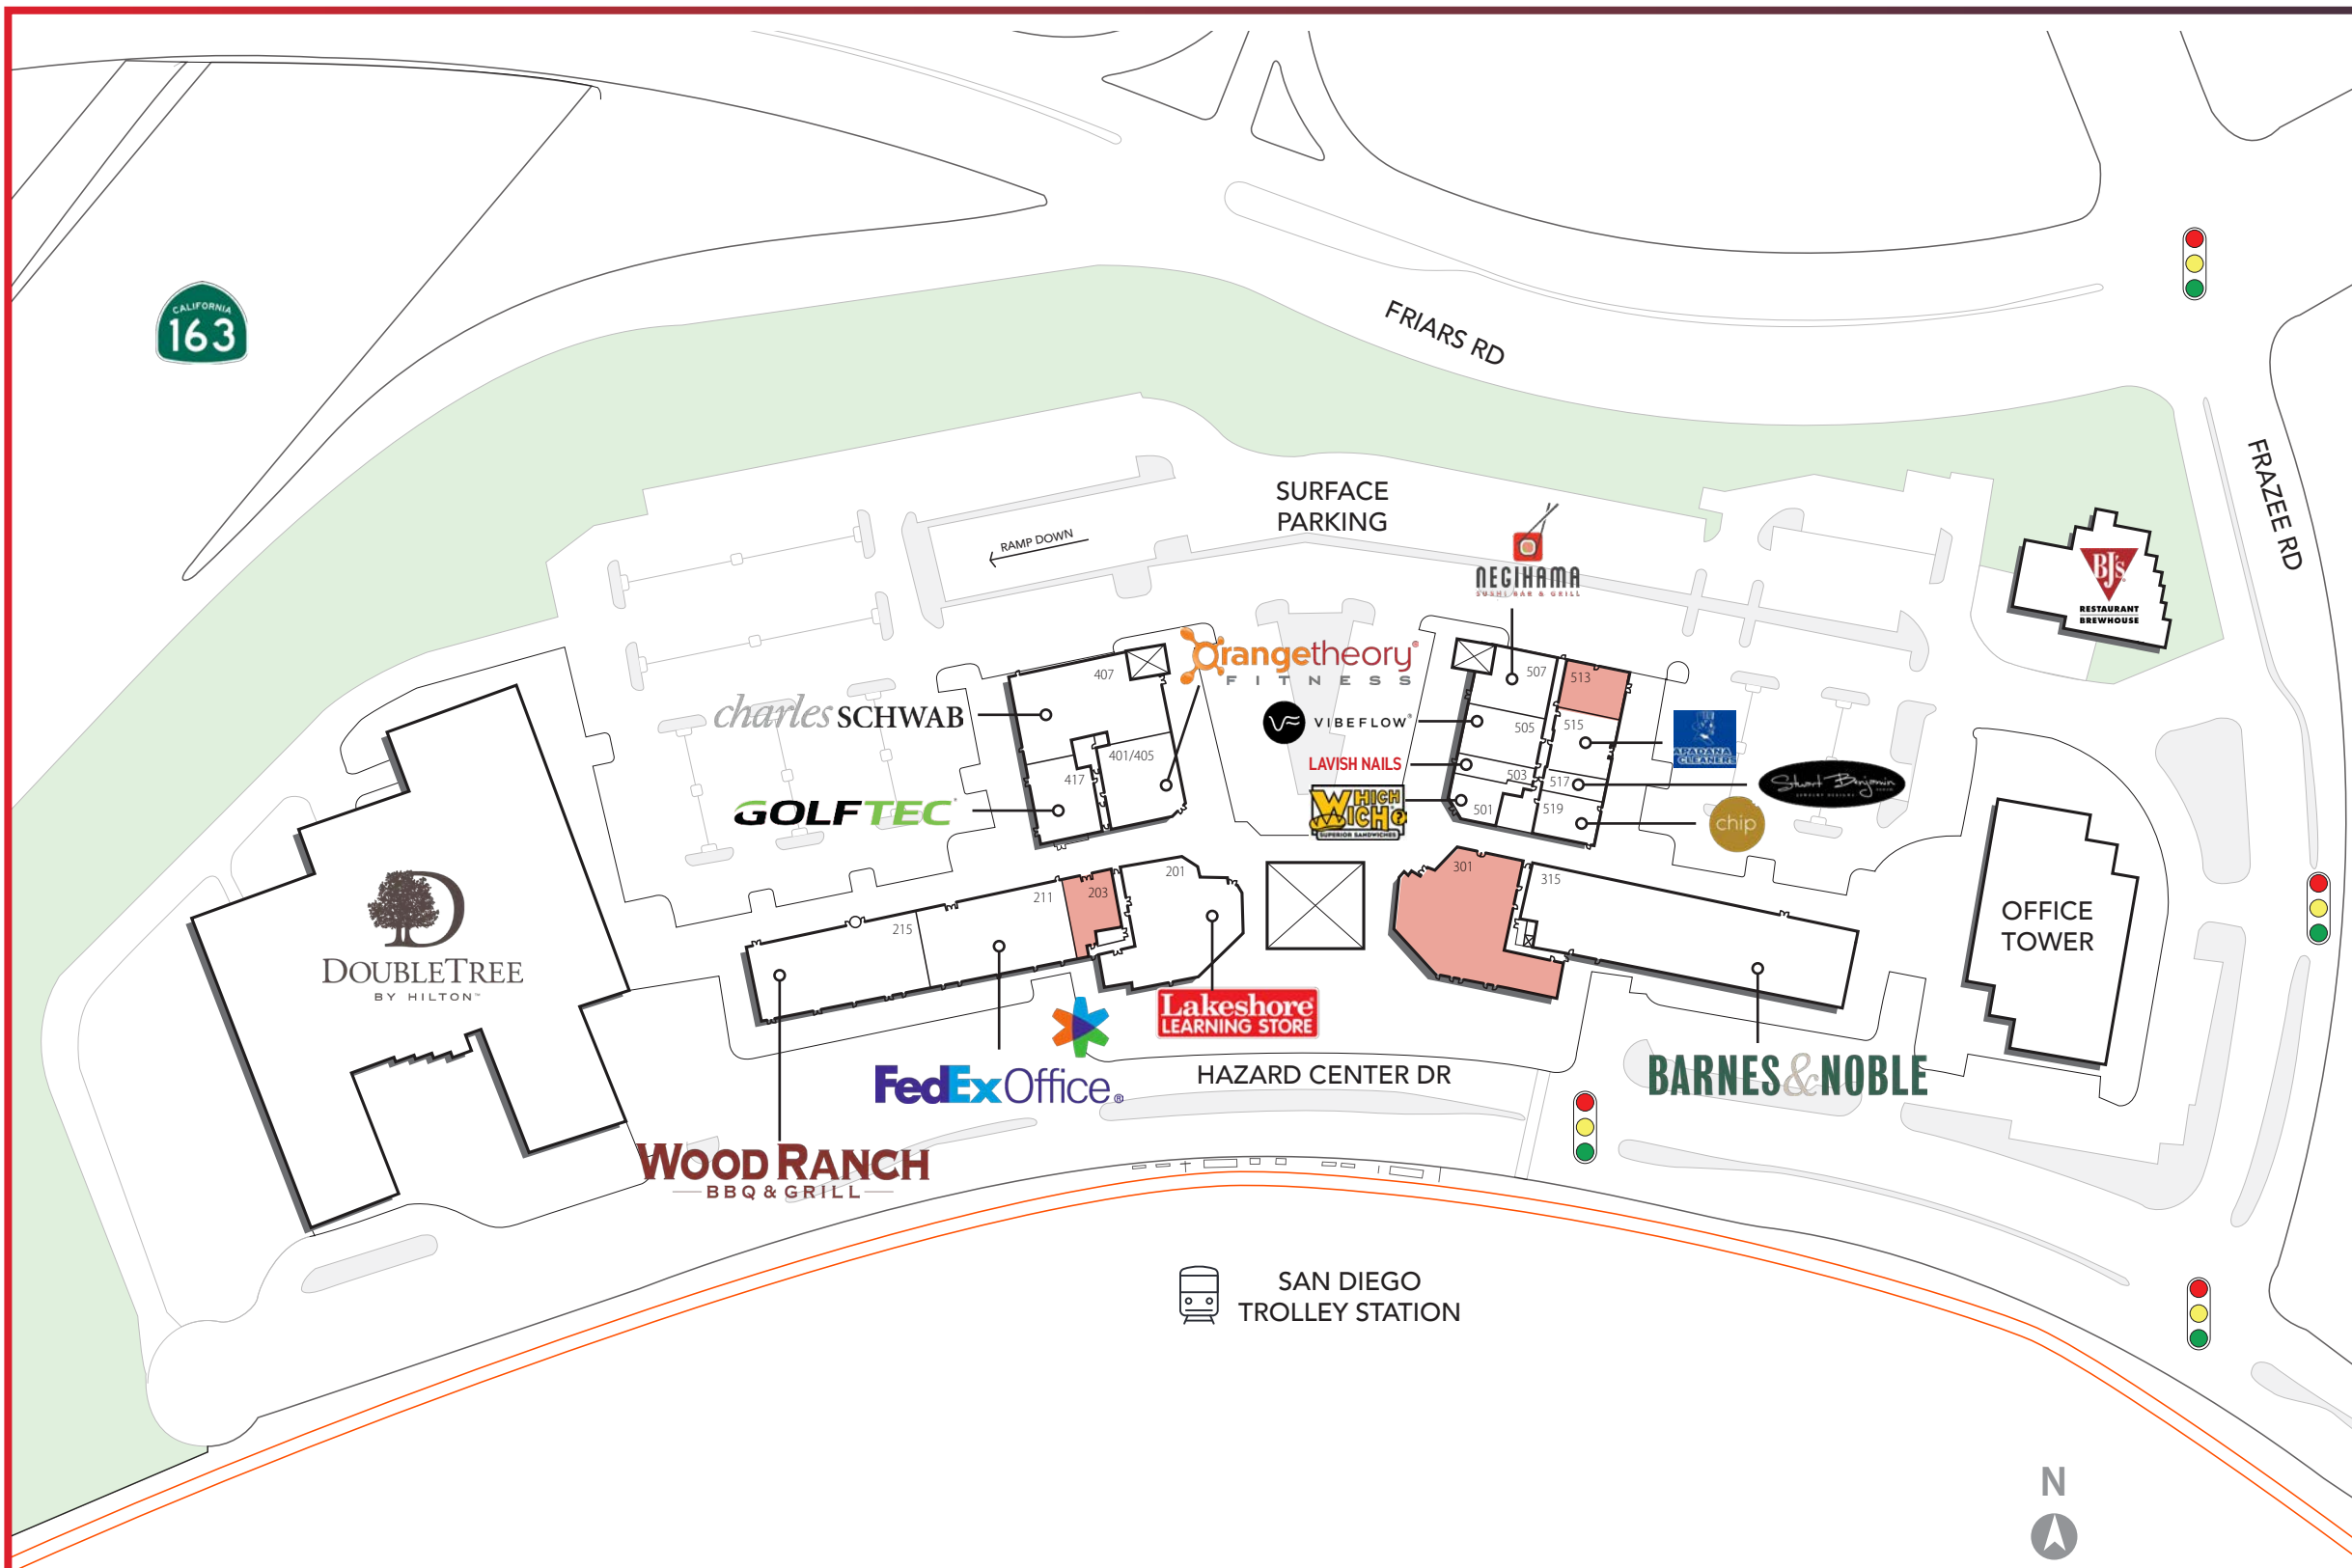 CALIFORNIA
163
FRIARS RD
FRAZEE RD
SURFACE
PARKING
RAMP DOWN
NEGIHAMA
SUSHI BAR & GRILL
BJ's
RESTAURANT
BREWHOUSE
orangetheory®
FITNESS
407
charles SCHWAB
401/405
417
GOLFTEC
VIBEFLOW
LAVISH NAILS
WHICH
WICH?
SUPERIOR SANDWICHES
507
505
503
501
513
515
517
519
APADANA
CLEANERS
Stuart Benjamin
chip
DOUBLETREE
BY HILTON™
201
203
211
215
301
315
OFFICE
TOWER
Lakeshore
LEARNING STORE
FedEx Office®
HAZARD CENTER DR
BARNES & NOBLE
WOOD RANCH
BBQ & GRILL
SAN DIEGO
TROLLEY STATION
N